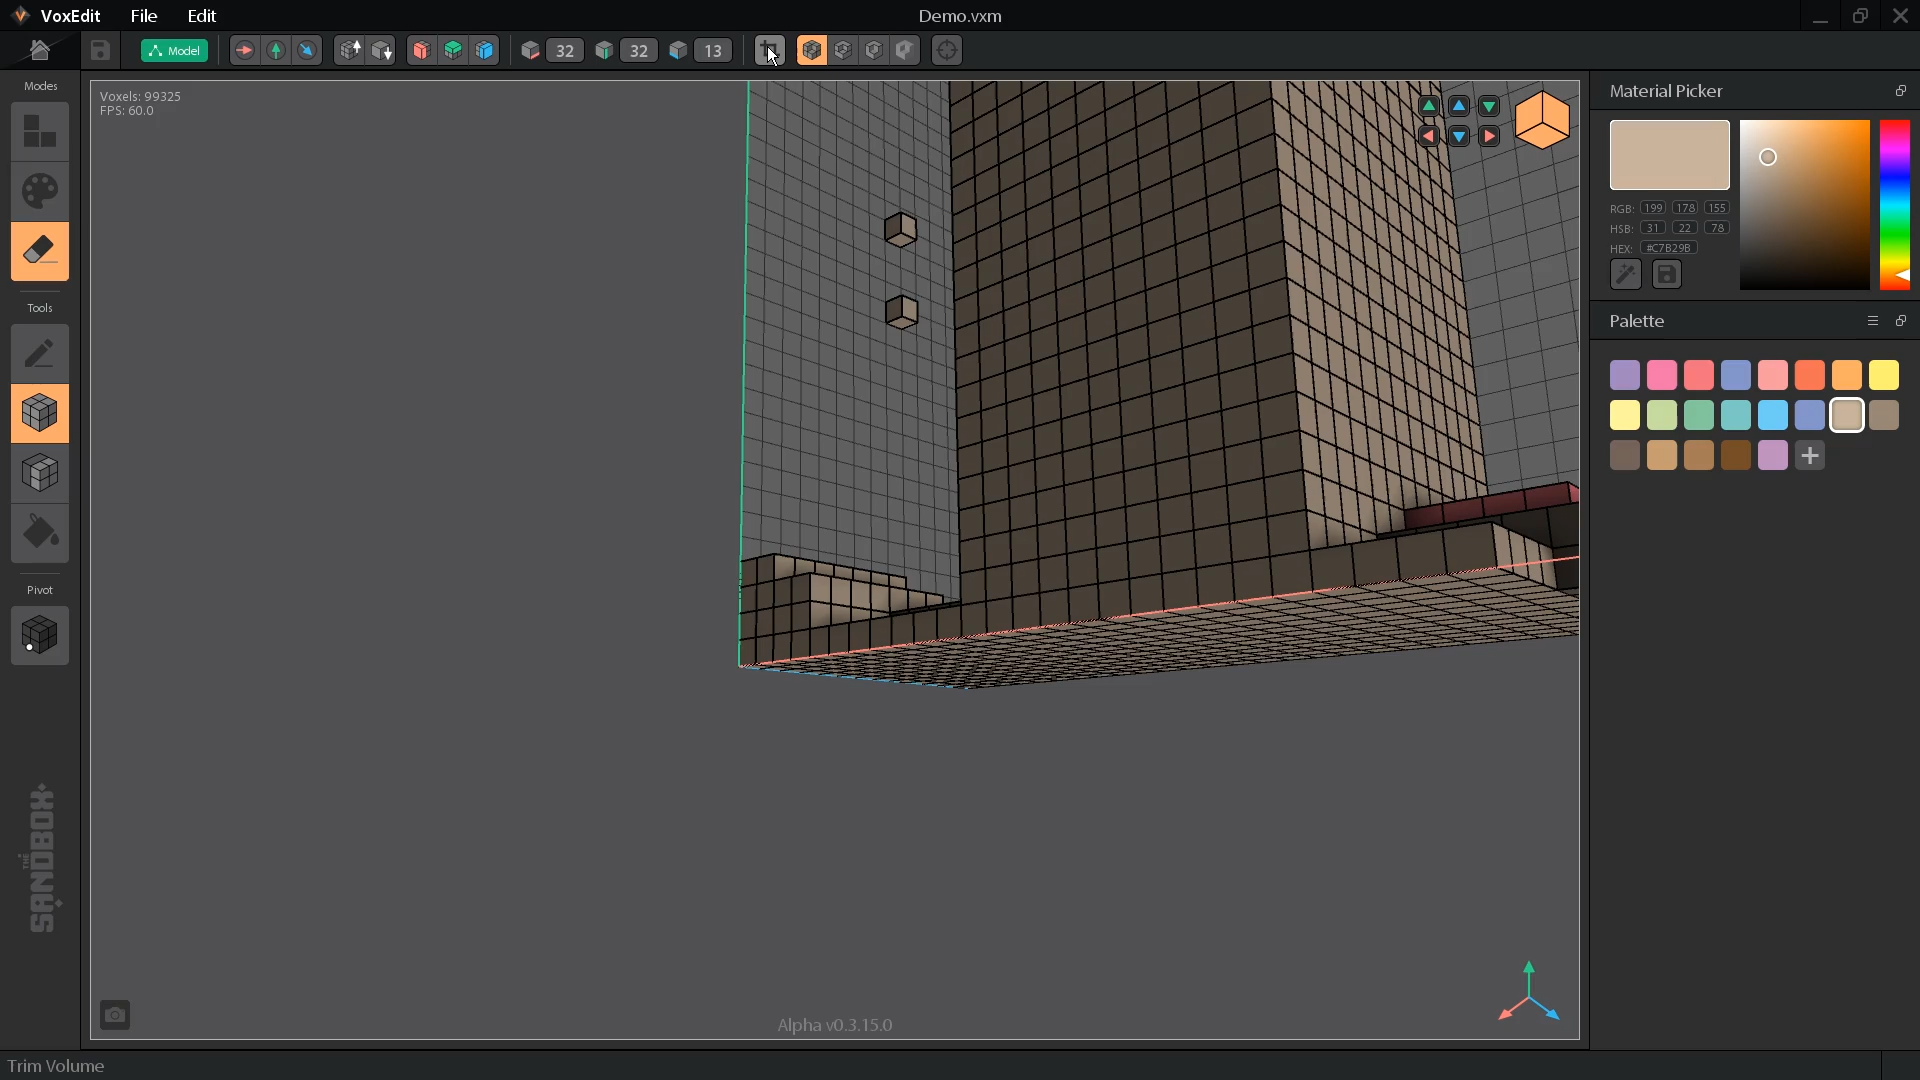 VoxEdit File Edit Demo.vxm
Model 32 32 13
Modes
Tools
Pivot
THE SANDBOX
Voxels: 99325
FPS: 60.0
Alpha v0.3.15.0
Material Picker
RGB: 199 178 155
HSB: 31 22 78
HEX: #C7B29B
Palette
Trim Volume